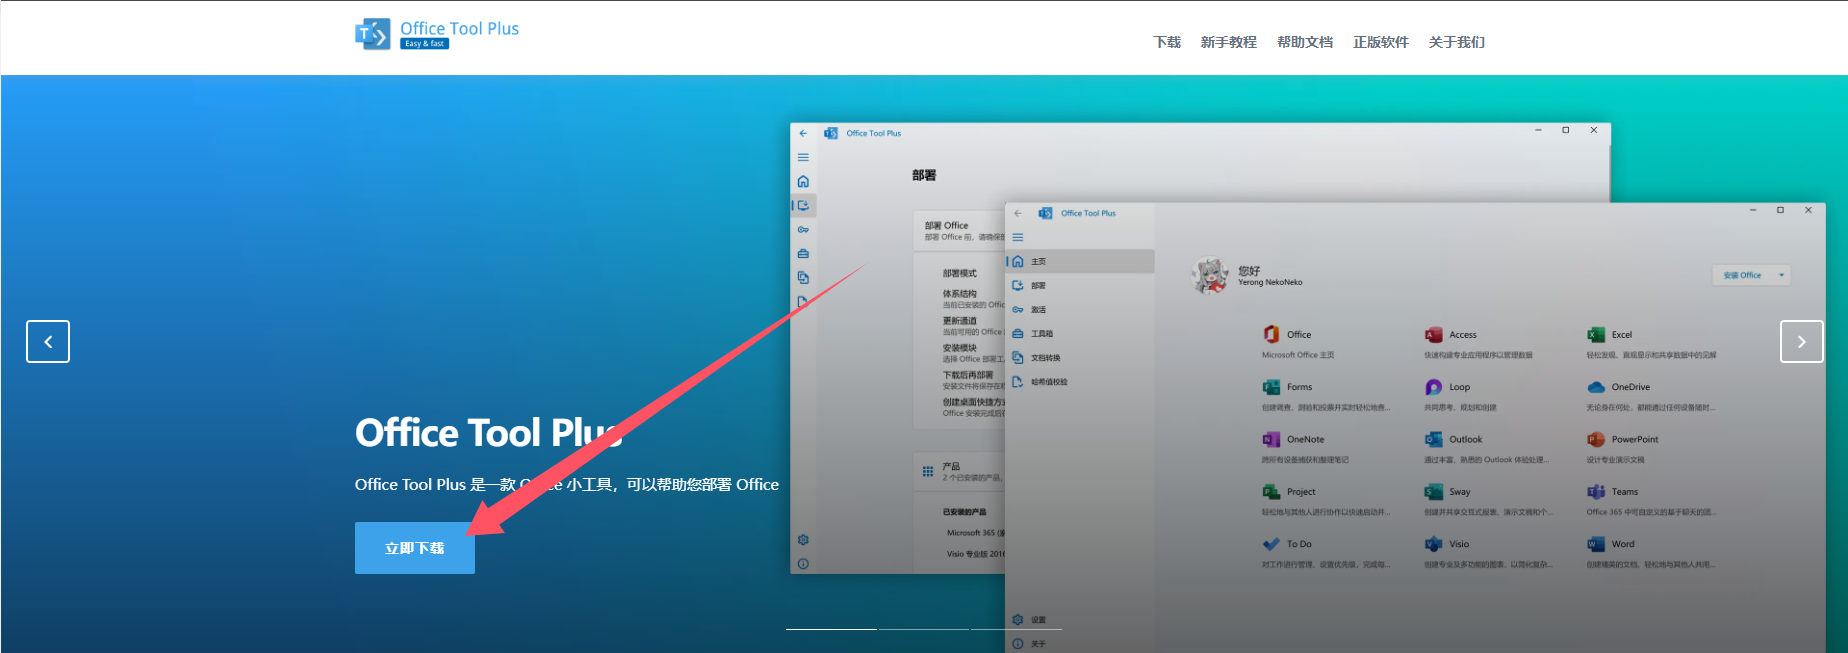 Office Tool Plus
Easy & fast
下载 新手教程 帮助文档 正版软件 关于我们
Office Tool Plus
部署
部署 Office
部署 Office 前，请确保
部署模式
体系结构
当前已安装的 Offic
更新通道
当前可用的 Office
安装模块
选择 Office 部署工
下载后再部署
安装文件将保存在
创建桌面快捷方式
Office 安装完成后在
产品
2 个已安装的产品
已安装的产品
Microsoft 365 (
Visio 专业版 201
Office Tool Plus
主页
部署
激活
工具箱
文档转换
哈希值校验
设置
关于
您好
Yerong NekoNeko
安装 Office
Office
Microsoft Office 主页
Access
快速构建专业应用程序以管理数据
Excel
轻松发现、直观显示和共享数据中的见解
Forms
创建调查、测验和投票并实时轻松地查...
Loop
共同思考、规划和创建
OneDrive
无论身在何处，都能通过任何设备随时...
OneNote
跨所有设备捕获和整理笔记
Outlook
通过丰富、熟悉的 Outlook 体验处理...
PowerPoint
设计专业演示文稿
Project
轻松地与其他人进行协作以快速启动并...
Sway
创建并共享交互式报表、演示文稿和个...
Teams
Office 365 中可自定义的基于聊天的团...
To Do
对工作进行管理、设置优先级、完成每...
Visio
创建专业及多功能的图表，以简化复杂...
Word
创建精美的文档，轻松地与其他人共用...
Office Tool Plus
Office Tool Plus 是一款 Office 小工具，可以帮助您部署 Office
立即下载